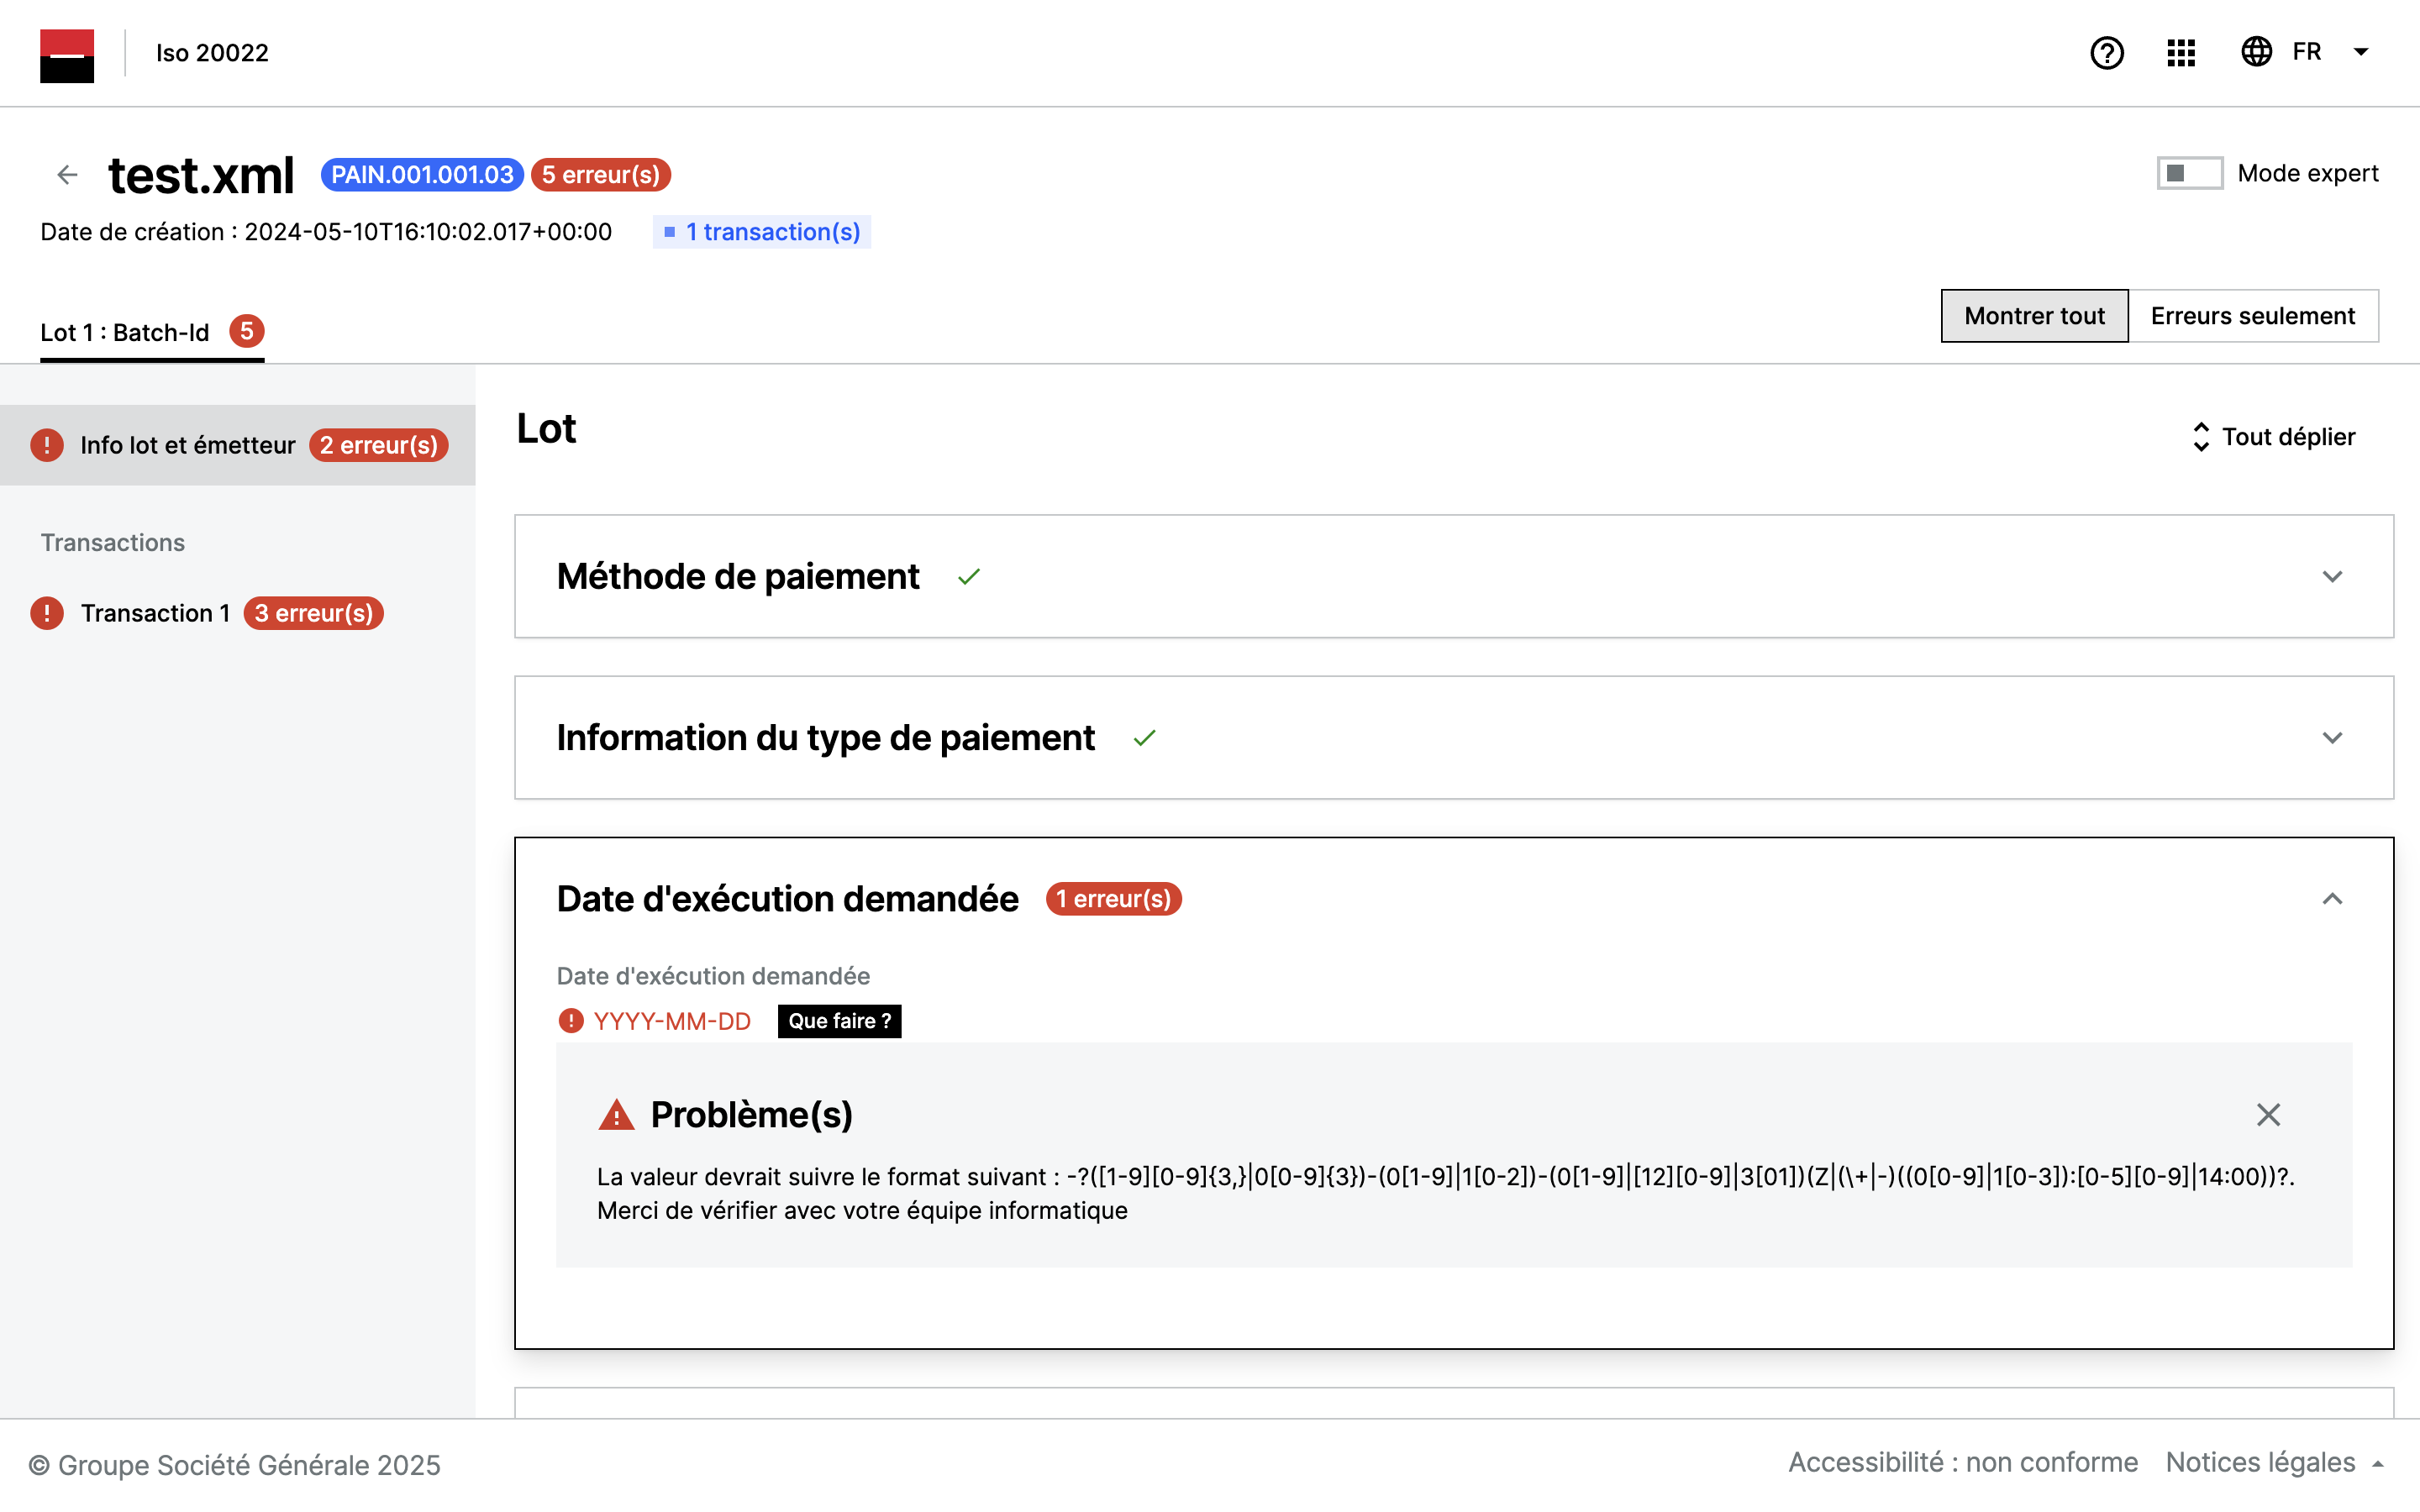 Iso 20022
FR
test.xml PAIN.001.001.03 5 erreur(s)
Mode expert
Date de création : 2024-05-10T16:10:02.017+00:00 1 transaction(s)
Lot 1 : Batch-Id 5
Montrer tout Erreurs seulement
Info lot et émetteur 2 erreur(s)
Transactions
Transaction 1 3 erreur(s)
Lot
Tout déplier
Méthode de paiement
Information du type de paiement
Date d'exécution demandée 1 erreur(s)
Date d'exécution demandée
YYYY-MM-DD Que faire ?
Problème(s)
La valeur devrait suivre le format suivant : -?([1-9][0-9]{3,}|0[0-9]{3})-(0[1-9]|1[0-2])-(0[1-9]|[12][0-9]|3[01])(Z|(\+|-)((0[0-9]|1[0-3]):[0-5][0-9]|14:00))?.
Merci de vérifier avec votre équipe informatique
© Groupe Société Générale 2025
Accessibilité : non conforme Notices légales